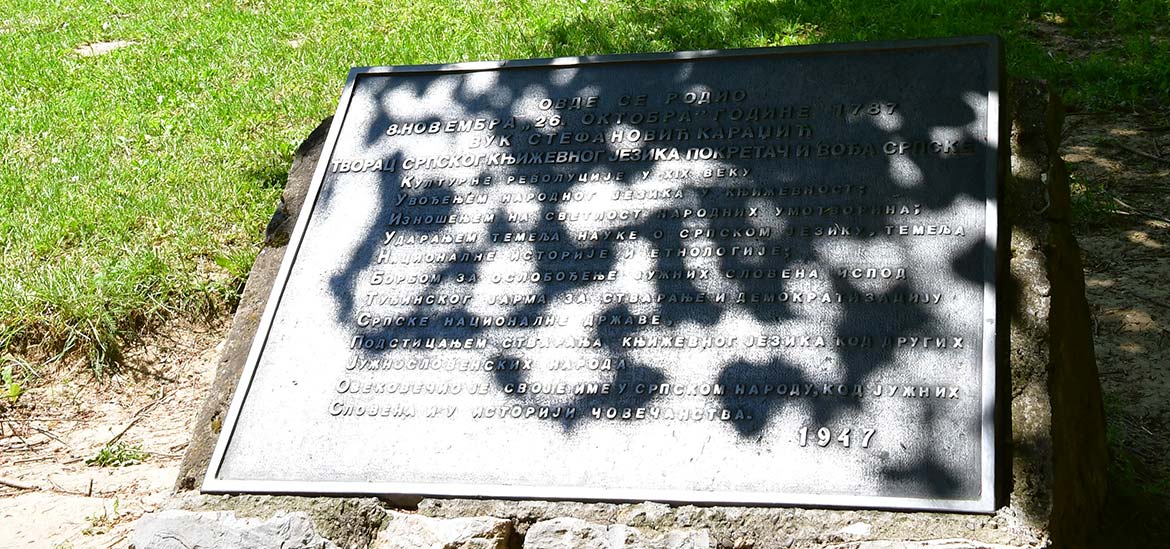 ОВДЕ СЕ РОДИО
8.НОВЕМБРА „26. ОКТОБРА” ГОДИНЕ 1787
ВУК СТЕФАНОВИЋ КАРАЏИЋ
ТВОРАЦ СРПСКОГ КЊИЖЕВНОГ ЈЕЗИКА ПОКРЕТАЧ И ВОЂА СРПСКЕ
КУЛТУРНЕ РЕВОЛУЦИЈЕ У XIX ВЕКУ
УВОЂЕЊЕМ НАРОДНОГ ЈЕЗИКА У КЊИЖЕВНОСТ;
ИЗНОШЕЊЕМ НА СВЕТЛОСТ НАРОДНИХ УМОТВОРИНА;
УДАРАЊЕМ ТЕМЕЉА НАУКЕ О СРПСКОМ ЈЕЗИКУ, ТЕМЕЉА
НАЦИОНАЛНЕ ИСТОРИЈЕ И ЕТНОЛОГИЈЕ;
БОРБОМ ЗА ОСЛОБОЂЕЊЕ ЈУЖНИХ СЛОВЕНА ИСПОД
ТУЂИНСКОГ ЈАРМА ЗА СТВАРАЊЕ И ДЕМОКРАТИЗАЦИЈУ
СРПСКЕ НАЦИОНАЛНЕ ДРЖАВЕ,
ПОДСТИЦАЊЕМ СТВАРАЊА КЊИЖЕВНОГ ЈЕЗИКА КОД ДРУГИХ
ЈУЖНОСЛОВЕНСКИХ НАРОДА
ОВЕКОВЕЧИО ЈЕ СВОЈЕ ИМЕ У СРПСКОМ НАРОДУ, КОД ЈУЖНИХ
СЛОВЕНА И У ИСТОРИЈИ ЧОВЕЧАНСТВА.
1947